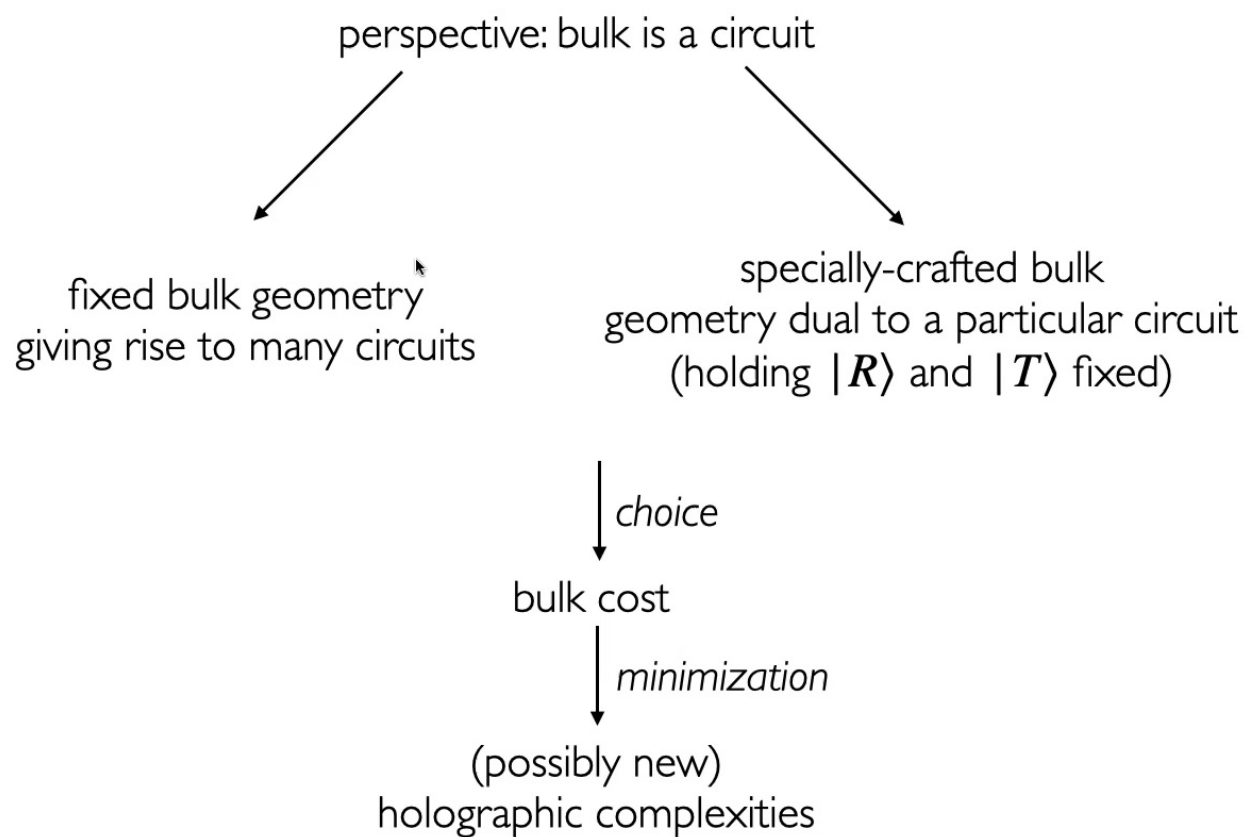 perspective: bulk is a circuit
fixed bulk geometry
giving rise to many circuits
specially-crafted bulk
geometry dual to a particular circuit
(holding |R⟩ and |T⟩ fixed)
choice
bulk cost
minimization
(possibly new)
holographic complexities